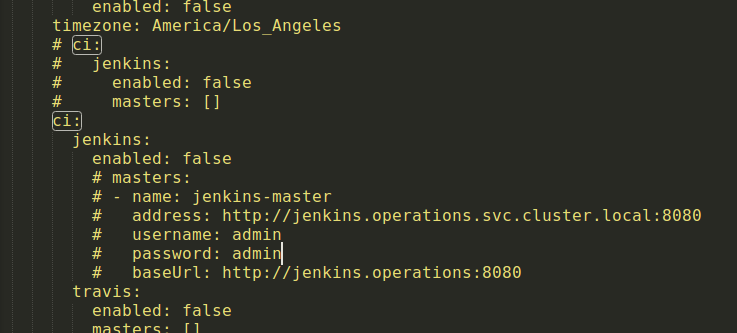 enabled: false
timezone: America/Los_Angeles
# ci:
#   jenkins:
#     enabled: false
#     masters: []
ci:
  jenkins:
    enabled: false
    # masters:
    # - name: jenkins-master
    #   address: http://jenkins.operations.svc.cluster.local:8080
    #   username: admin
    #   password: admin
    #   baseUrl: http://jenkins.operations:8080
  travis:
    enabled: false
    masters: []